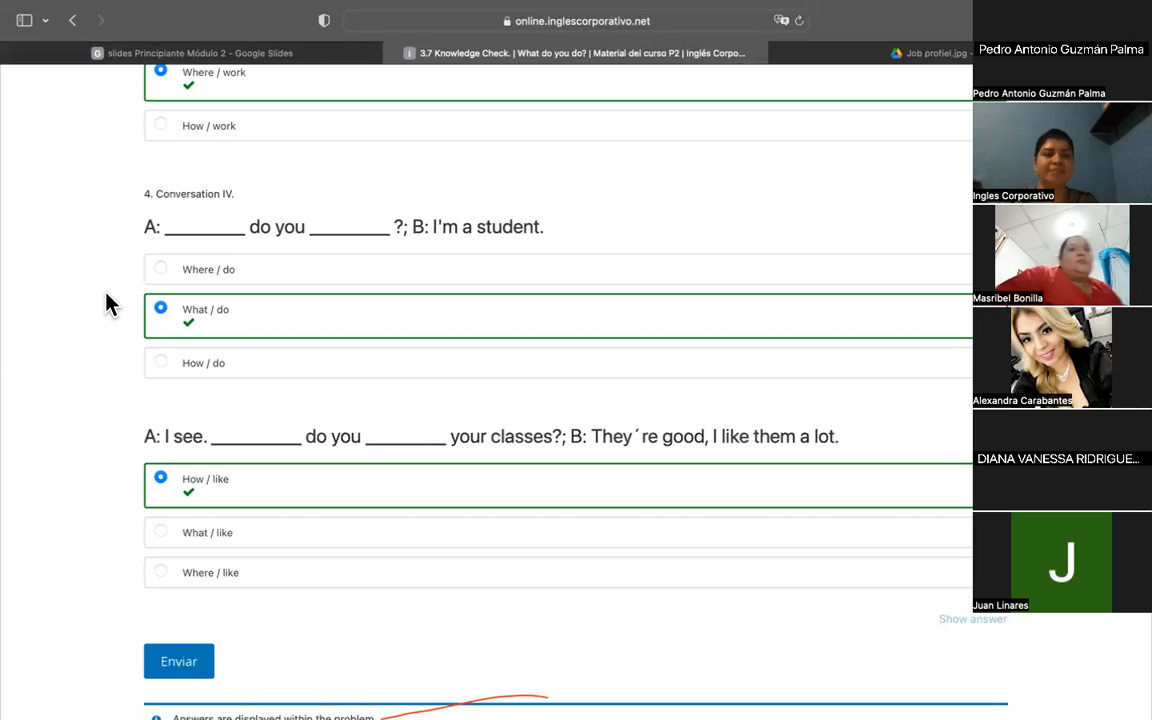 online.inglescorporativo.net
slides Principiante Módulo 2 - Google Slides
3.7 Knowledge Check. | What do you do? | Material del curso P2 | Inglés Corpo...
Job profiel.jpg -
Pedro Antonio Guzmán Palma
Pedro Antonio Guzmán Palma
Where / work
How / work
Ingles Corporativo
4. Conversation IV.
A: _________ do you _________ ?; B: I'm a student.
Where / do
What / do
Masribel Bonilla
How / do
Alexandra Carabantes
A: I see. __________ do you _________ your classes?; B: They´re good, I like them a lot.
DIANA VANESSA RIDRIGUE...
How / like
What / like
Where / like
J
Juan Linares
Show answer
Enviar
Answers are displayed within the problem